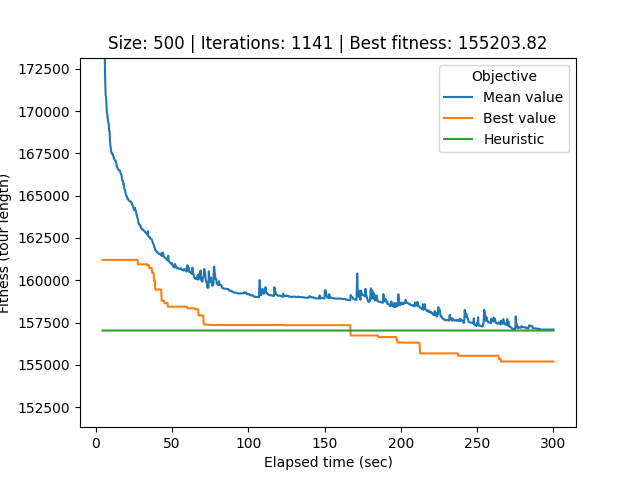 Size: 500 | Iterations: 1141 | Best fitness: 155203.82
Objective
Mean value
Best value
Heuristic
172500
170000
167500
165000
162500
160000
157500
155000
152500
Fitness (tour length)
0 50 100 150 200 250 300
Elapsed time (sec)